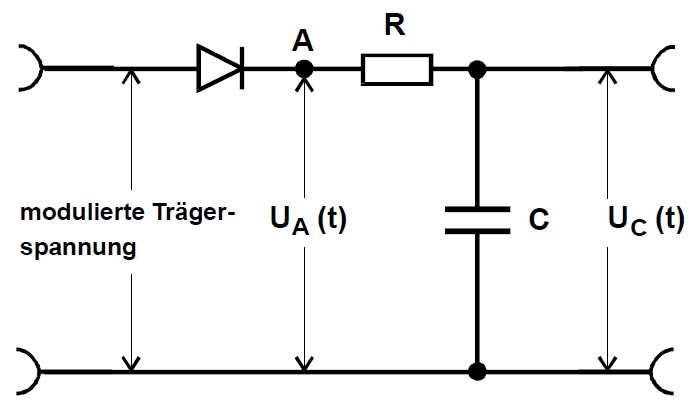 A
R
modulierte Träger-
spannung
U_A (t)
C
U_C (t)